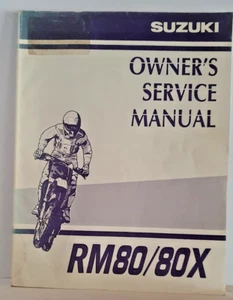 SUZUKI
OWNER'S
SERVICE
MANUAL
RM80/80X